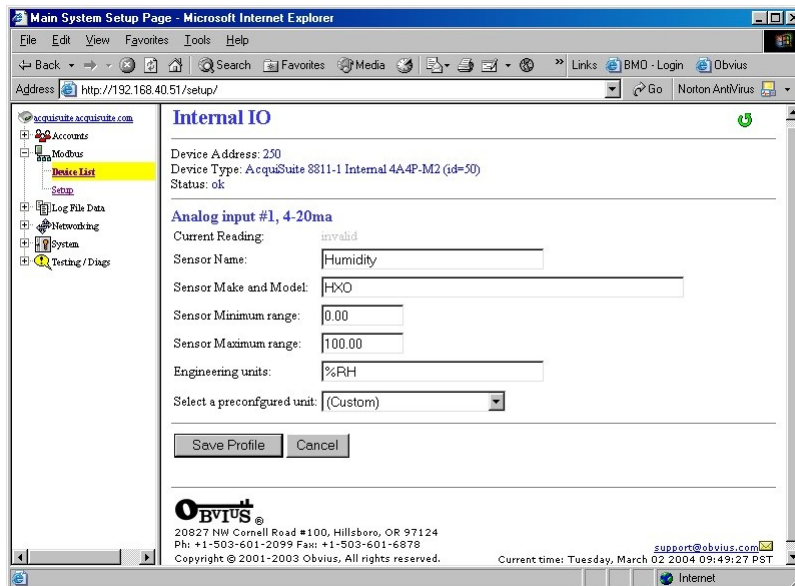 Main System Setup Page - Microsoft Internet Explorer
File Edit View Favorites Tools Help
Back Search Favorites Media » Links BMO - Login Obvius
Address http://192.168.40.51/setup/ Go Norton AntiVirus
acquisuite.acquisuite.com
Accounts
Modbus
Device List
Setup
Log File Data
Networking
System
Testing / Diags
Internal IO
Device Address: 250
Device Type: AcquiSuite 8811-1 Internal 4A4P-M2 (id=50)
Status: ok
Analog input #1, 4-20ma
Current Reading: invalid
Sensor Name: Humidity
Sensor Make and Model: HXO
Sensor Minimum range: 0.00
Sensor Maximum range: 100.00
Engineering units: %RH
Select a preconfgured unit: (Custom)
Save Profile Cancel
OBVIUS ®
20827 NW Cornell Road #100, Hillsboro, OR 97124
Ph: +1-503-601-2099 Fax: +1-503-601-6878
Copyright © 2001-2003 Obvius, All rights reserved.
support@obvius.com
Current time: Tuesday, March 02 2004 09:49:27 PST
Internet